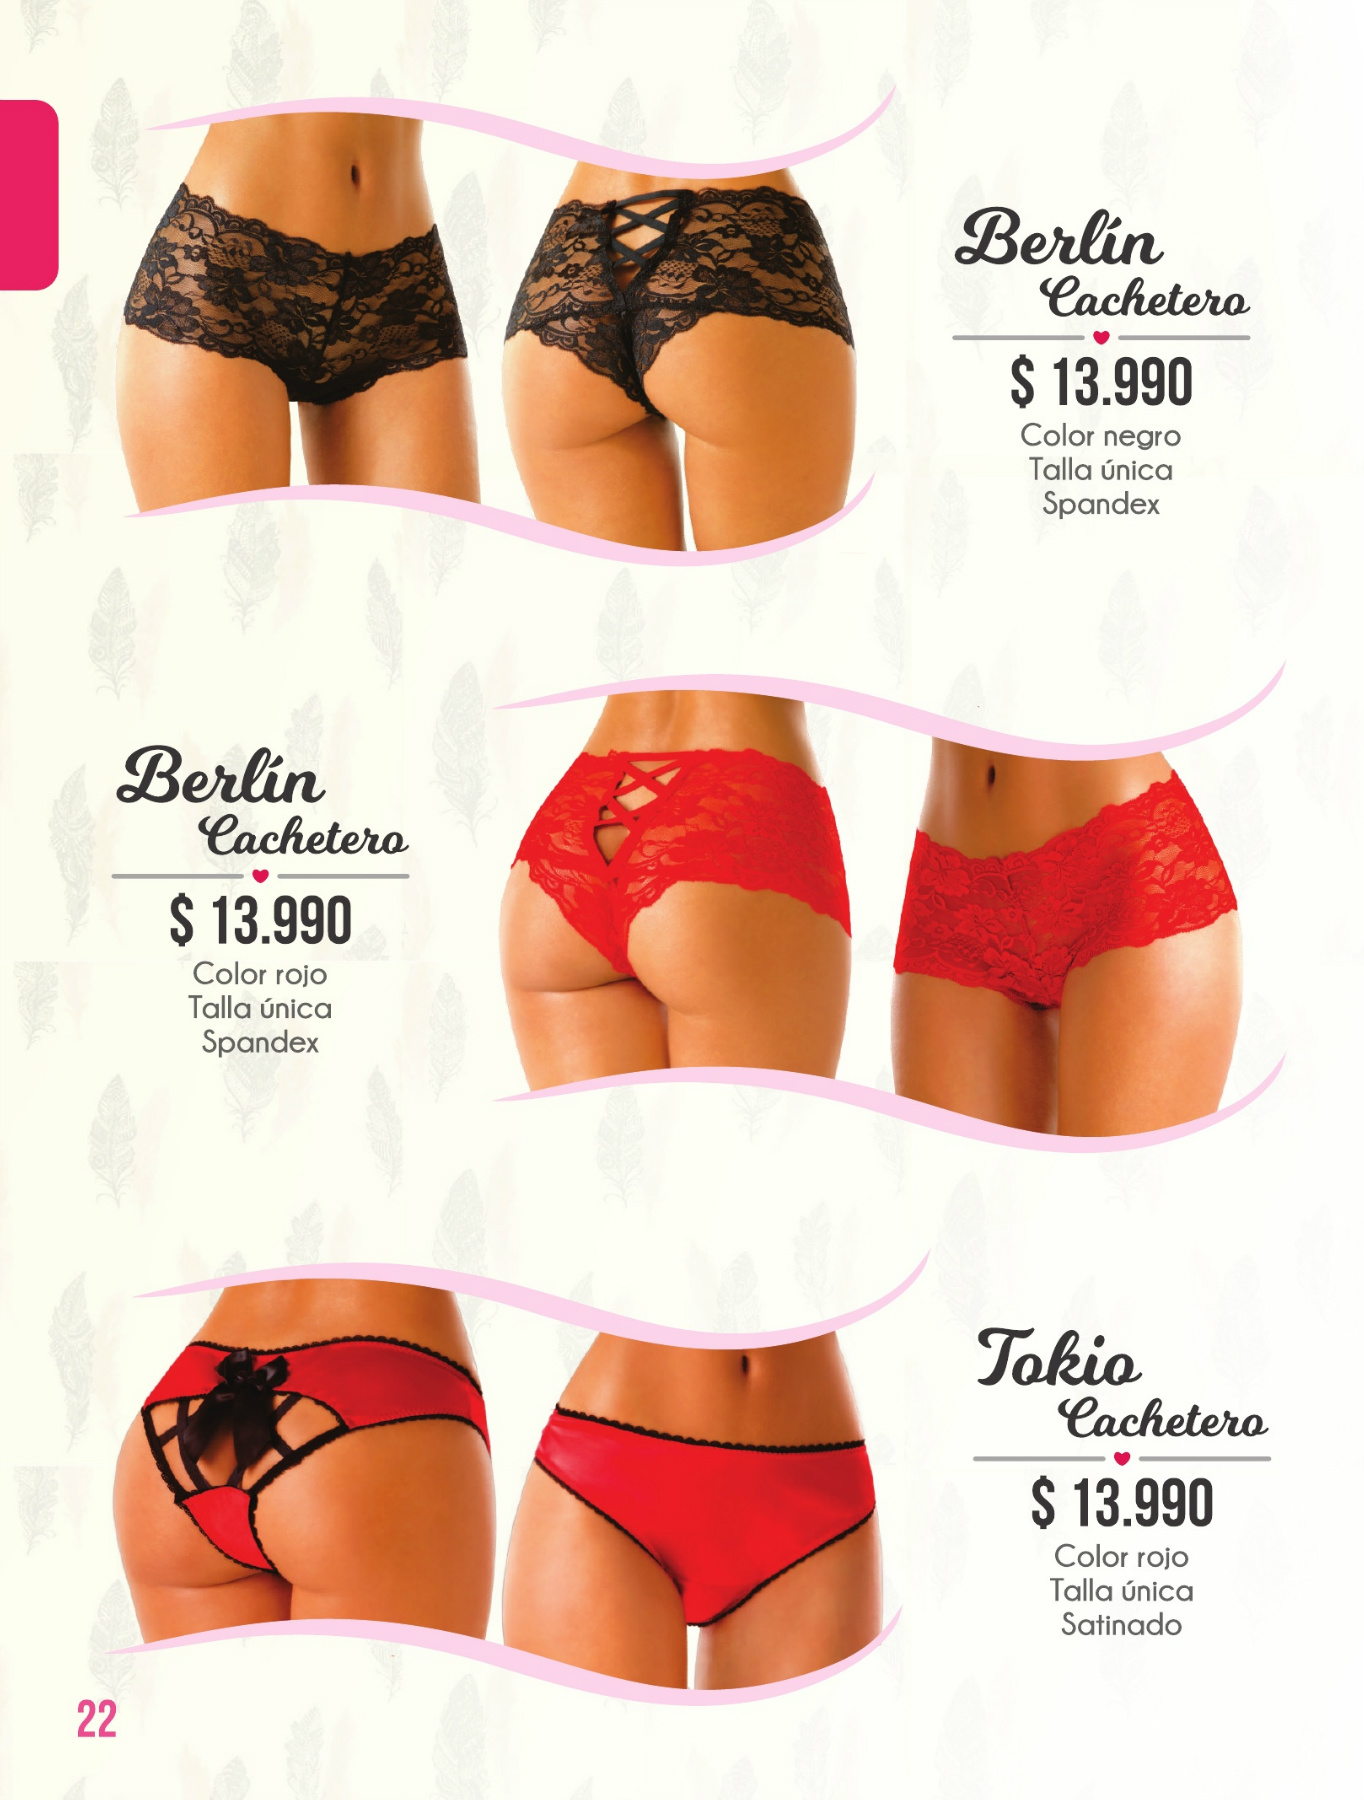 Berlín
Cachetero
$ 13.990
Color negro
Talla única
Spandex
Berlín
Cachetero
$ 13.990
Color rojo
Talla única
Spandex
Tokio
Cachetero
$ 13.990
Color rojo
Talla única
Satinado
22